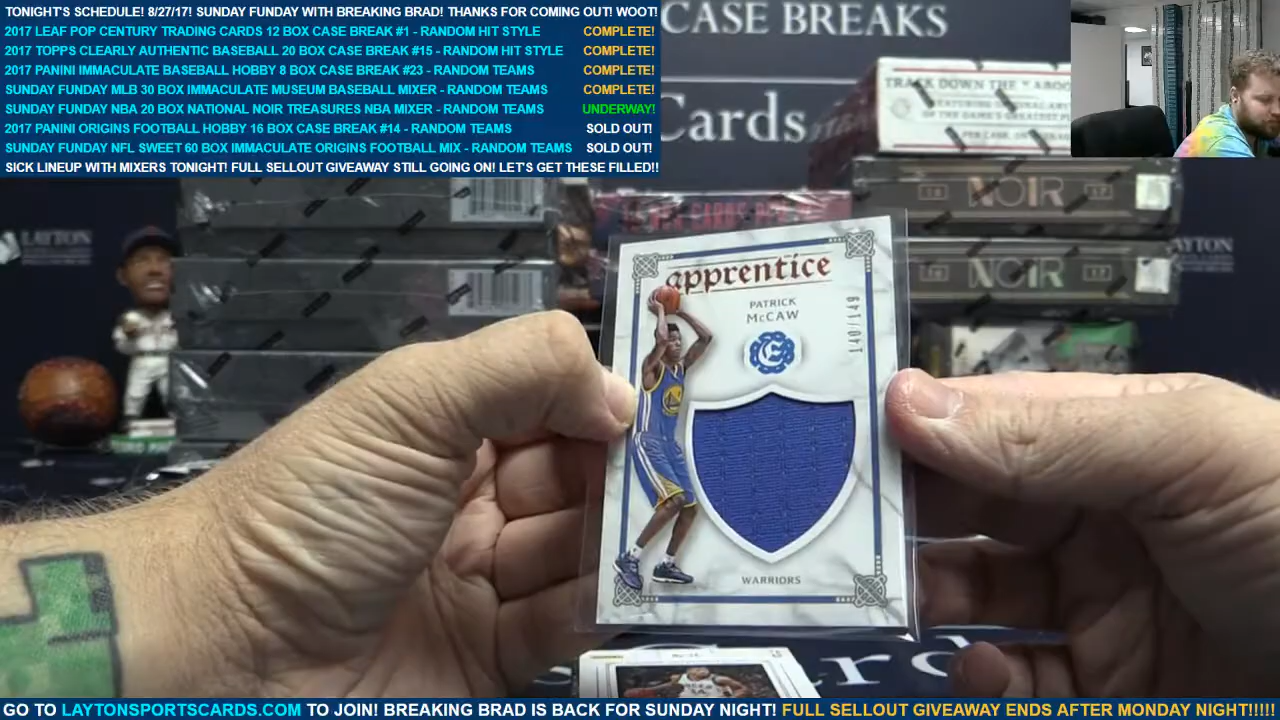 TONIGHT'S SCHEDULE! 8/27/17! SUNDAY FUNDAY WITH BREAKING BRAD! THANKS FOR COMING OUT! WOOT!
2017 LEAF POP CENTURY TRADING CARDS 12 BOX CASE BREAK #1 - RANDOM HIT STYLE COMPLETE!
2017 TOPPS CLEARLY AUTHENTIC BASEBALL 20 BOX CASE BREAK #15 - RANDOM HIT STYLE COMPLETE!
2017 PANINI IMMACULATE BASEBALL HOBBY 8 BOX CASE BREAK #23 - RANDOM TEAMS COMPLETE!
SUNDAY FUNDAY MLB 30 BOX IMMACULATE MUSEUM BASEBALL MIXER - RANDOM TEAMS COMPLETE!
SUNDAY FUNDAY NBA 20 BOX NATIONAL NOIR TREASURES NBA MIXER - RANDOM TEAMS UNDERWAY!
2017 PANINI ORIGINS FOOTBALL HOBBY 16 BOX CASE BREAK #14 - RANDOM TEAMS SOLD OUT!
SUNDAY FUNDAY NFL SWEET 60 BOX IMMACULATE ORIGINS FOOTBALL MIX - RANDOM TEAMS SOLD OUT!
SICK LINEUP WITH MIXERS TONIGHT! FULL SELLOUT GIVEAWAY STILL GOING ON! LET'S GET THESE FILLED!!
CASE BREAKS
Cards
TRACK DOWN THE
NOIR
NOIR
LAYTON
LAYTON
apprentice
PATRICK
McCAW
140/149
E
WARRIORS
GO TO LAYTONSPORTSCARDS.COM TO JOIN! BREAKING BRAD IS BACK FOR SUNDAY NIGHT! FULL SELLOUT GIVEAWAY ENDS AFTER MONDAY NIGHT!!!!!